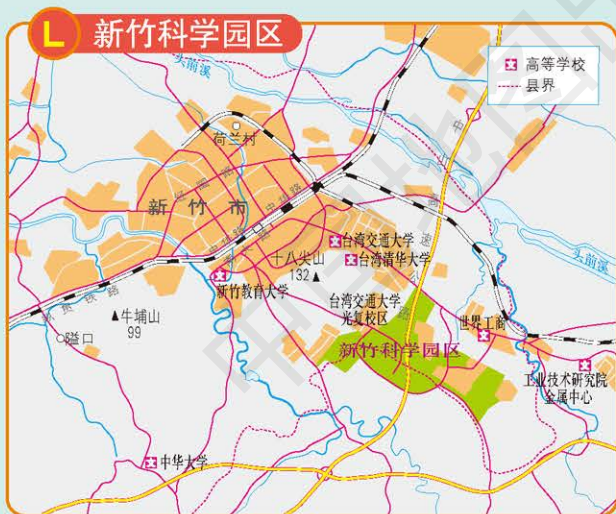 L 新竹科学园区
高等学校
县界
头前溪
荷兰村
新竹市
台湾交通大学
台湾清华大学
十八尖山
132
新竹教育大学
台湾交通大学
光复校区
头前溪
牛埔山
99
隘口
世界工商
新竹科学园区
工业技术研究院
金属中心
中华大学